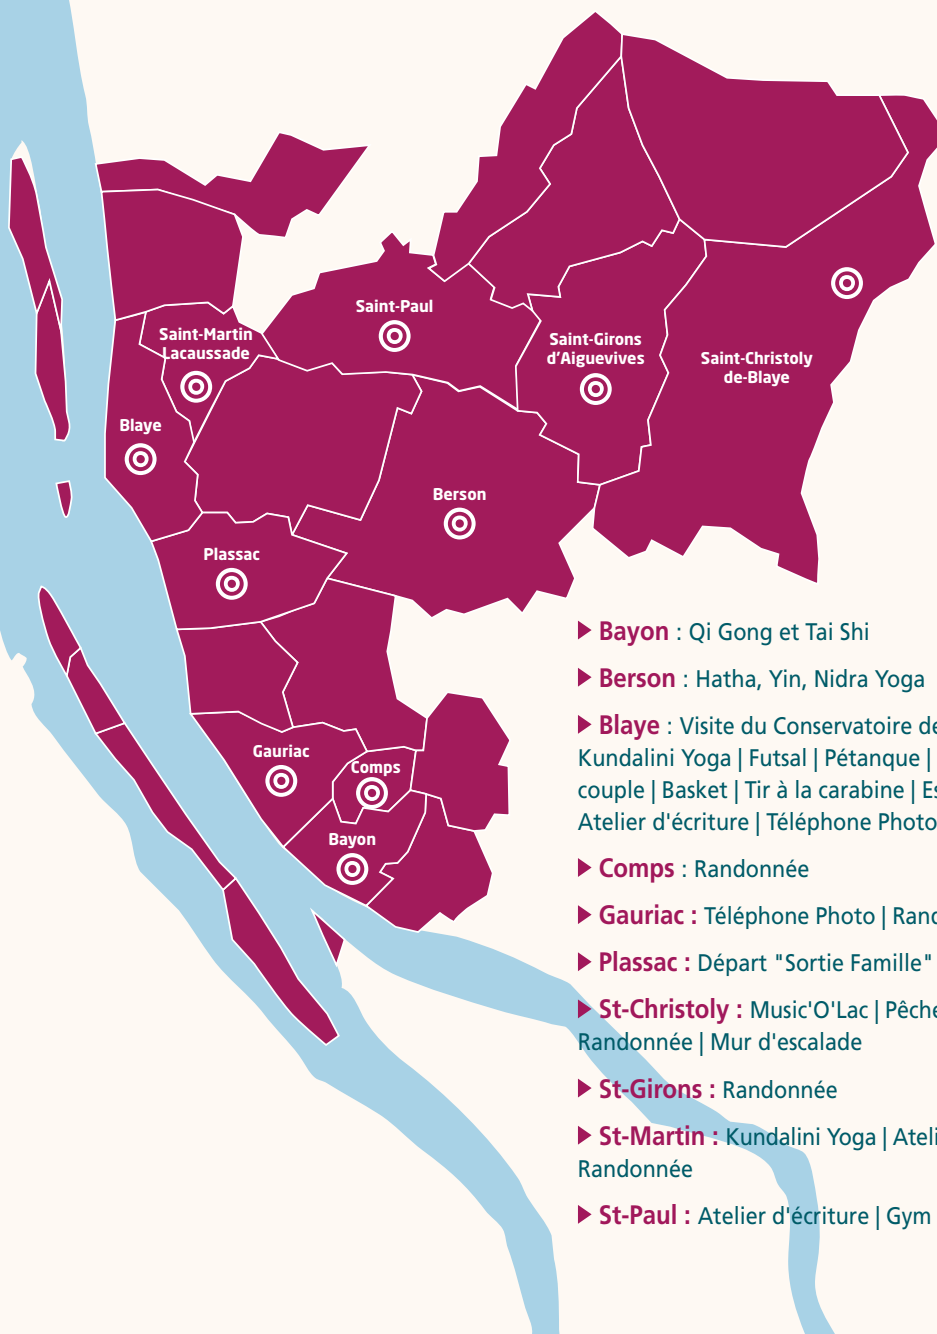 Saint-Paul
Saint-Martin
Lacaussade
Saint-Girons
d'Aiguevives
Saint-Christoly
de-Blaye
Blaye
Berson
Plassac
Gauriac
Comps
Bayon
Bayon : Qi Gong et Tai Shi
Berson : Hatha, Yin, Nidra Yoga
Blaye : Visite du Conservatoire de
Kundalini Yoga | Futsal | Pétanque |
couple | Basket | Tir à la carabine |
Atelier d'écriture | Téléphone Photo
Comps : Randonnée
Gauriac : Téléphone Photo |
Plassac : Départ "Sortie Famille"
St-Christoly : Music'O'Lac | Pêche
Randonnée | Mur d'escalade
St-Girons : Randonnée
St-Martin : Kundalini Yoga |
Randonnée
St-Paul : Atelier d'écriture | Gym